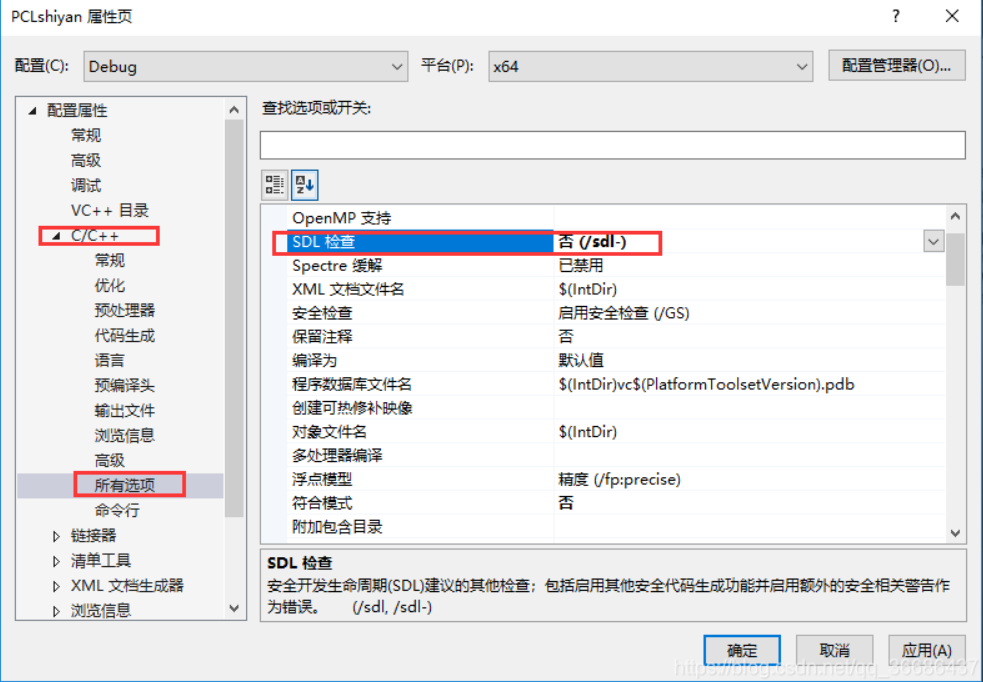 PCLshiyan 属性页
配置(C): Debug 平台(P): x64 配置管理器(O)...
配置属性
常规
高级
调试
VC++ 目录
C/C++
常规
优化
预处理器
代码生成
语言
预编译头
输出文件
浏览信息
高级
所有选项
命令行
链接器
清单工具
XML 文档生成器
浏览信息
查找选项或开关:
OpenMP 支持
SDL 检查 否 (/sdl-)
Spectre 缓解 已禁用
XML 文档文件名 $(IntDir)
安全检查 启用安全检查 (/GS)
保留注释 否
编译为 默认值
程序数据库文件名 $(IntDir)vc$(PlatformToolsetVersion).pdb
创建可热修补映像
对象文件名 $(IntDir)
多处理器编译
浮点模型 精度 (/fp:precise)
符合模式 否
附加包含目录
SDL 检查
安全开发生命周期(SDL)建议的其他检查；包括启用其他安全代码生成功能并启用额外的安全相关警告作
为错误。 (/sdl, /sdl-)
确定 取消 应用(A)